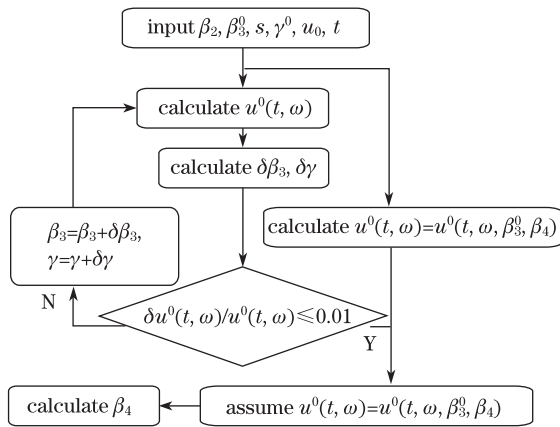 input β₂, β₃⁰, s, γ⁰, u₀, t
calculate u⁰(t, ω)
calculate δβ₃, δγ
β₃=β₃+δβ₃,
γ=γ+δγ
calculate u⁰(t, ω)=u⁰(t, ω, β₃⁰, β₄)
N
δu⁰(t, ω)/u⁰(t, ω)⩽0.01
Y
calculate β₄
assume u⁰(t, ω)=u⁰(t, ω, β₃⁰, β₄)